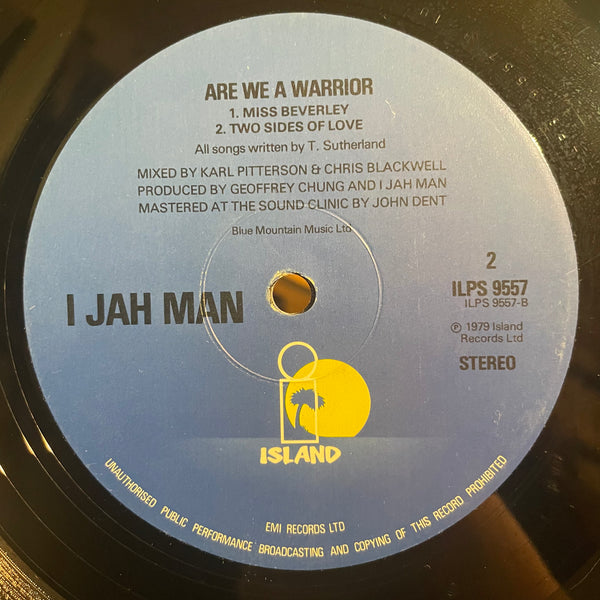 ARE WE A WARRIOR
1. MISS BEVERLEY
2. TWO SIDES OF LOVE
All songs written by T. Sutherland
MIXED BY KARL PITTERSON & CHRIS BLACKWELL
PRODUCED BY GEOFFREY CHUNG AND I JAH MAN
MASTERED AT THE SOUND CLINIC BY JOHN DENT
Blue Mountain Music Ltd
2
I JAH MAN
ILPS 9557
ILPS 9557-B
℗ 1979 Island
Records Ltd
STEREO
ISLAND
EMI RECORDS LTD
UNAUTHORISED PUBLIC PERFORMANCE BROADCASTING AND COPYING OF THIS RECORD PROHIBITED